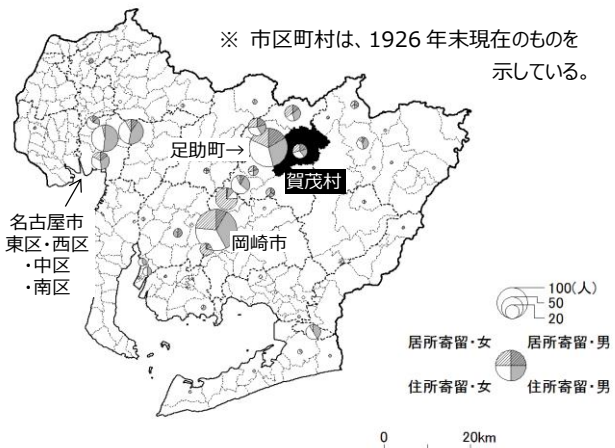 ※ 市区町村は、1926 年末現在のものを
示している。
足助町→
賀茂村
名古屋市
東区・西区
・中区
・南区
岡崎市
100(人)
50
20
居所寄留・女 居所寄留・男
住所寄留・女 住所寄留・男
0 20km